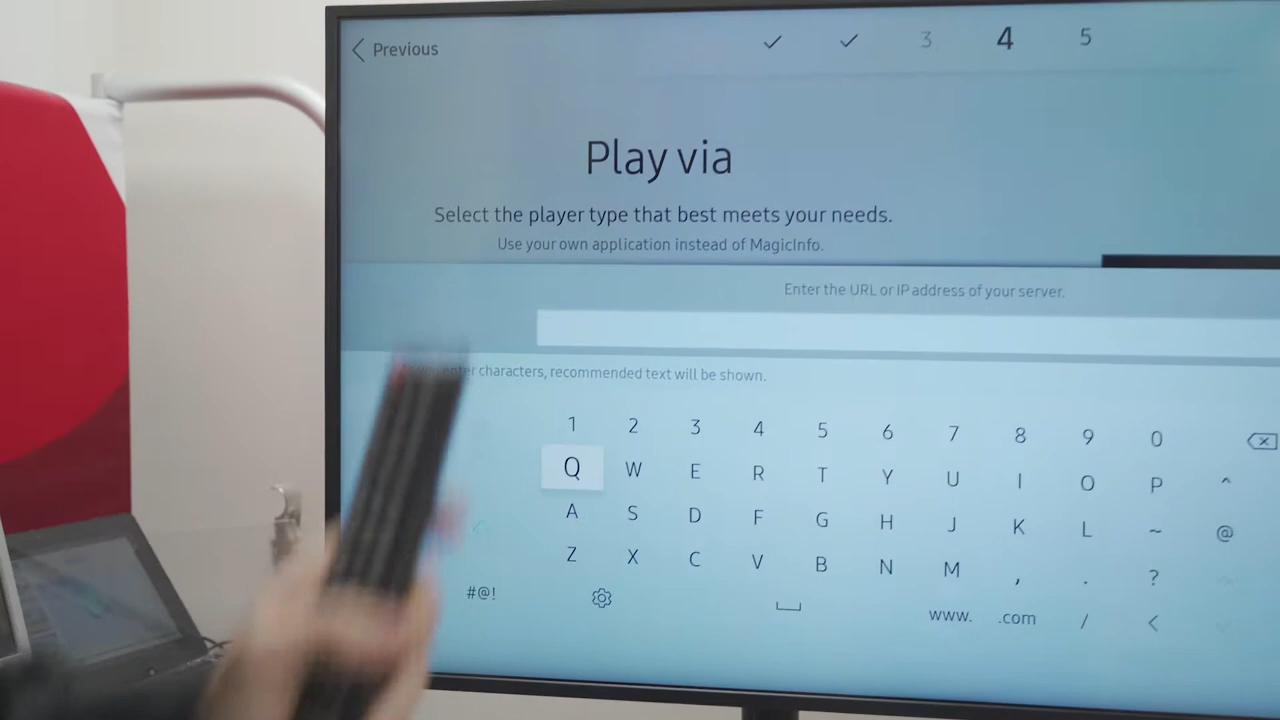 Previous
3 4 5
Play via
Select the player type that best meets your needs.
Use your own application instead of MagicInfo.
Enter the URL or IP address of your server.
characters, recommended text will be shown.
1 2 3 4 5 6 7 8 9 0
Q W E R T Y U I O P ^
A S D F G H J K L ~ @
Z X C V B N M , . ?
#@! www. .com / <